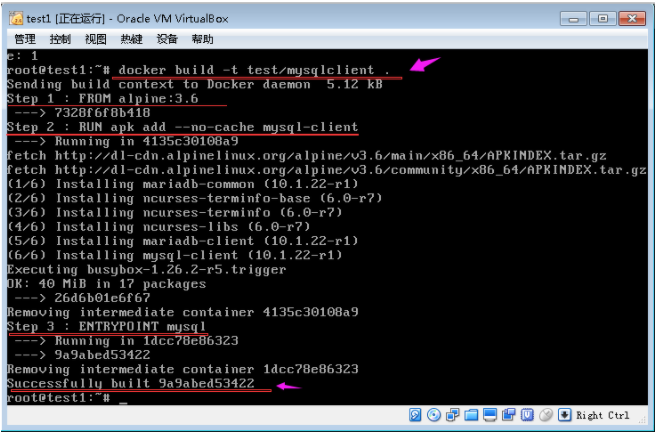 test1 [正在运行] - Oracle VM VirtualBox
管理 控制 视图 热键 设备 帮助
e: 1
root@test1:~# docker build -t test/mysqlclient .
Sending build context to Docker daemon  5.12 kB
Step 1 : FROM alpine:3.6
 ---> 7328f6f8b418
Step 2 : RUN apk add --no-cache mysql-client
 ---> Running in 4135c30108a9
fetch http://dl-cdn.alpinelinux.org/alpine/v3.6/main/x86_64/APKINDEX.tar.gz
fetch http://dl-cdn.alpinelinux.org/alpine/v3.6/community/x86_64/APKINDEX.tar.gz
(1/6) Installing mariadb-common (10.1.22-r1)
(2/6) Installing ncurses-terminfo-base (6.0-r7)
(3/6) Installing ncurses-terminfo (6.0-r7)
(4/6) Installing ncurses-libs (6.0-r7)
(5/6) Installing mariadb-client (10.1.22-r1)
(6/6) Installing mysql-client (10.1.22-r1)
Executing busybox-1.26.2-r5.trigger
OK: 40 MiB in 17 packages
 ---> 26d6b01e6f67
Removing intermediate container 4135c30108a9
Step 3 : ENTRYPOINT mysql
 ---> Running in 1dcc78e86323
 ---> 9a9abed53422
Removing intermediate container 1dcc78e86323
Successfully built 9a9abed53422
root@test1:~# _
Right Ctrl